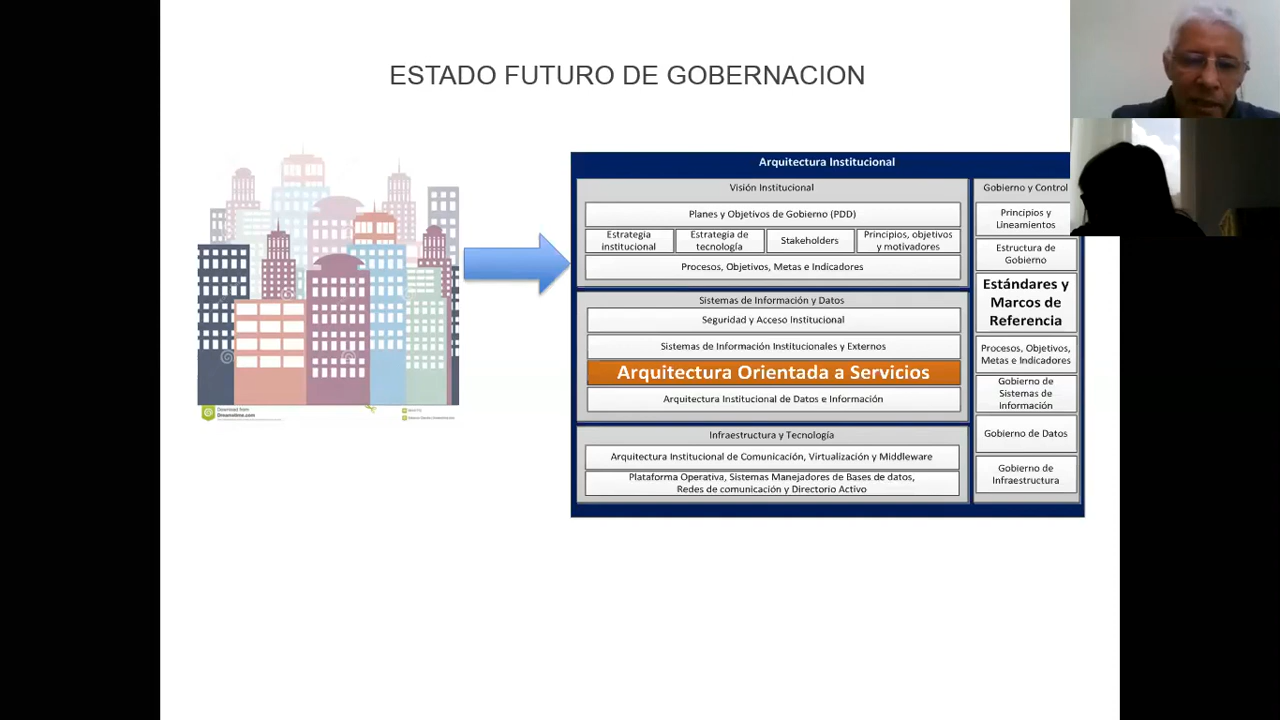 ESTADO FUTURO DE GOBERNACION
Arquitectura Institucional
Visión Institucional
Planes y Objetivos de Gobierno (PDD)
Estrategia
institucional
Estrategia de
tecnología
Stakeholders
Principios, objetivos
y motivadores
Procesos, Objetivos, Metas e Indicadores
Sistemas de Información y Datos
Seguridad y Acceso Institucional
Sistemas de Información Institucionales y Externos
Arquitectura Orientada a Servicios
Arquitectura Institucional de Datos e Información
Infraestructura y Tecnología
Arquitectura Institucional de Comunicación, Virtualización y Middleware
Plataforma Operativa, Sistemas Manejadores de Bases de datos,
Redes de comunicación y Directorio Activo
Gobierno y Control
Principios y
Lineamientos
Estructura de
Gobierno
Estándares y
Marcos de
Referencia
Procesos, Objetivos,
Metas e Indicadores
Gobierno de
Sistemas de
Información
Gobierno de Datos
Gobierno de
Infraestructura
Download from
Dreamstime.com